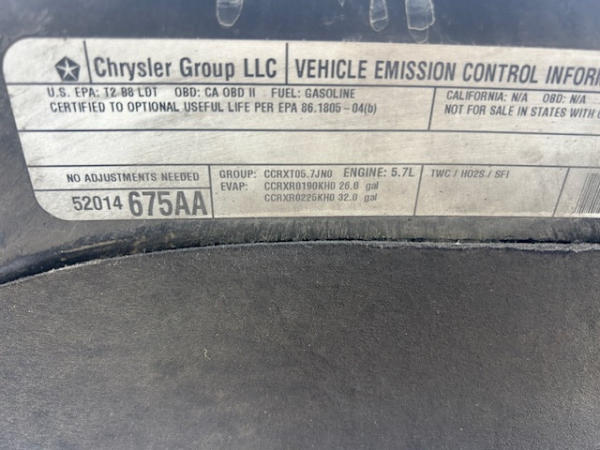 Chrysler Group LLC
VEHICLE EMISSION CONTROL
U.S. EPA: T2 B8 LDT OBD: CA OBD II FUEL: GASOLINE
CERTIFIED TO OPTIONAL USEFUL LIFE PER EPA 86.1805-04(b)
CALIFORNIA: N/A OBD: N/A
NOT FOR SALE IN STATES WITH
NO ADJUSTMENTS NEEDED
52014 675AA
GROUP: CCRXT05.7JN0 ENGINE: 5.7L
EVAP: CCRXR0190KH0 26.0 gal
CCRXR0225KH0 32.0 gal
TWC / HO2S / SFI